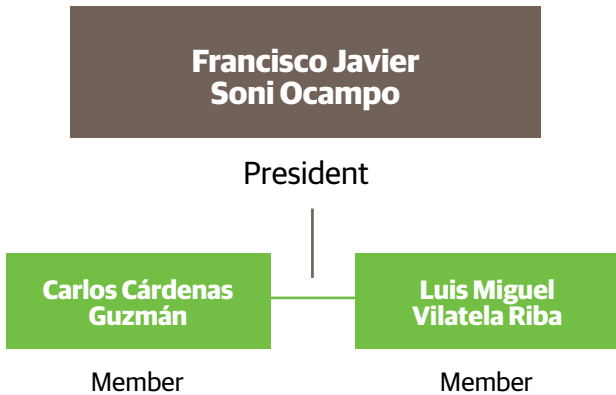 Francisco Javier
Soni Ocampo
President
Carlos Cárdenas
Guzmán
Luis Miguel
Vilatela Riba
Member
Member